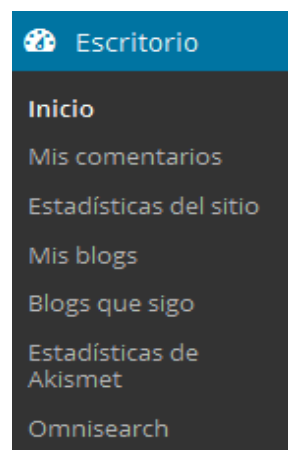 Escritorio
Inicio
Mis comentarios
Estadísticas del sitio
Mis blogs
Blogs que sigo
Estadísticas de
Akismet
Omnisearch